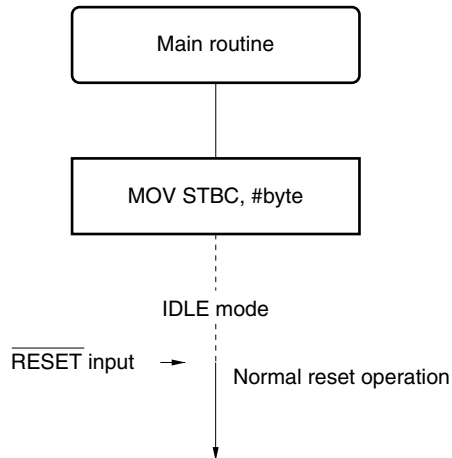 Main routine
MOV STBC, #byte
IDLE mode
RESET input
Normal reset operation